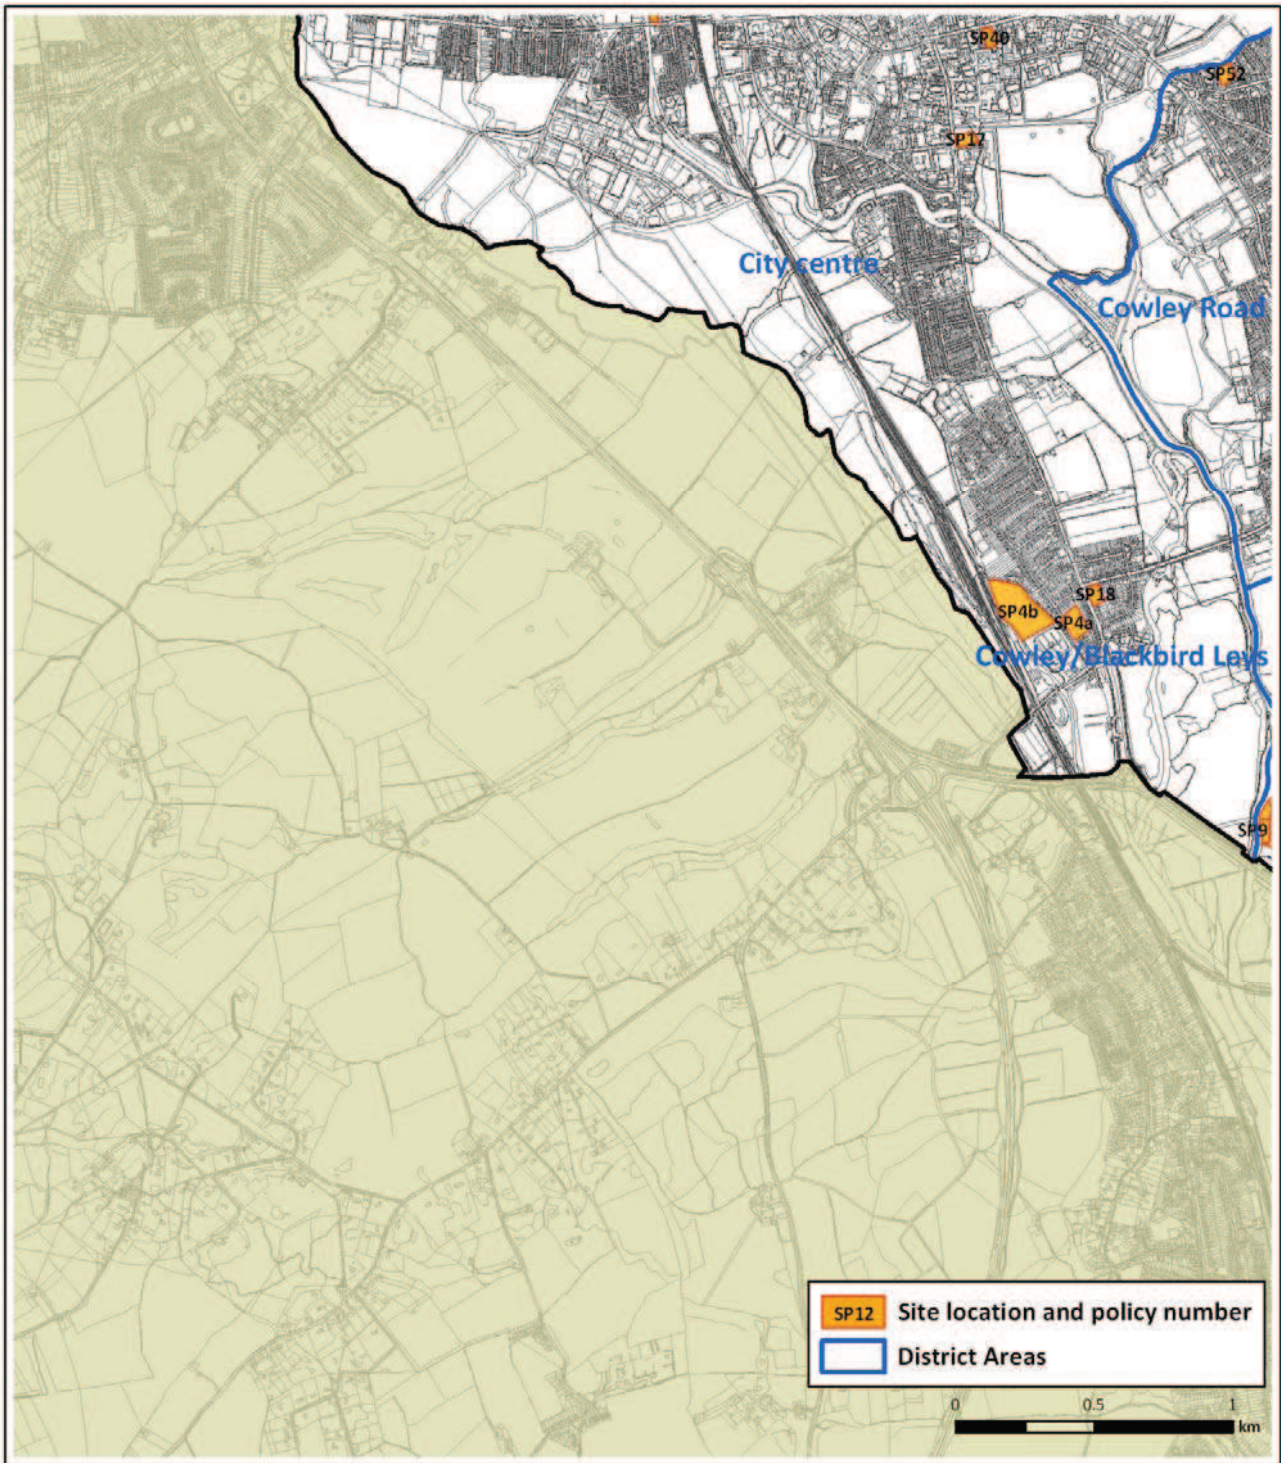 SP40
SP52
SP17
City centre
Cowley Road
SP4b
SP4a
SP18
Cowley/Blackbird Leys
SP9
SP12 Site location and policy number
District Areas
0 0.5 1
km